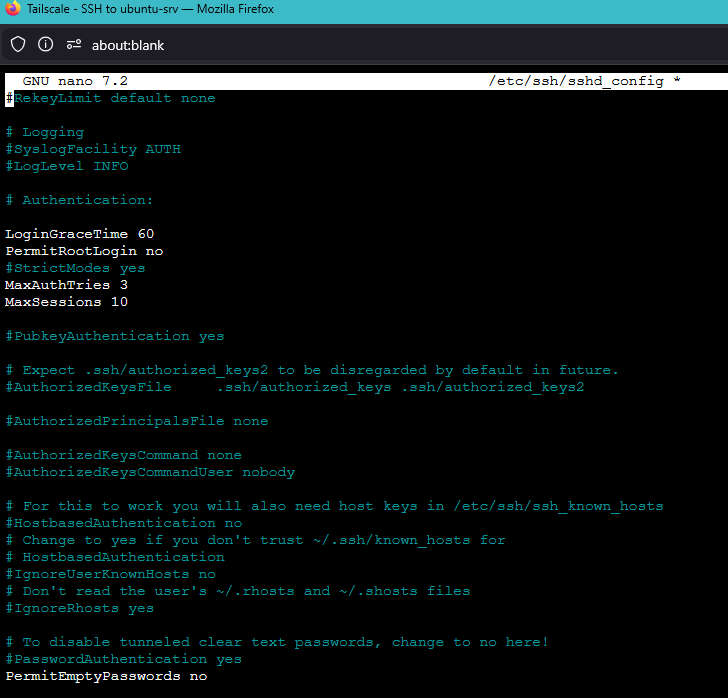 Tailscale - SSH to ubuntu-srv — Mozilla Firefox
about:blank
GNU nano 7.2 /etc/ssh/sshd_config *
#RekeyLimit default none
# Logging
#SyslogFacility AUTH
#LogLevel INFO
# Authentication:
LoginGraceTime 60
PermitRootLogin no
#StrictModes yes
MaxAuthTries 3
MaxSessions 10
#PubkeyAuthentication yes
# Expect .ssh/authorized_keys2 to be disregarded by default in future.
#AuthorizedKeysFile     .ssh/authorized_keys .ssh/authorized_keys2
#AuthorizedPrincipalsFile none
#AuthorizedKeysCommand none
#AuthorizedKeysCommandUser nobody
# For this to work you will also need host keys in /etc/ssh/ssh_known_hosts
#HostbasedAuthentication no
# Change to yes if you don't trust ~/.ssh/known_hosts for
# HostbasedAuthentication
#IgnoreUserKnownHosts no
# Don't read the user's ~/.rhosts and ~/.shosts files
#IgnoreRhosts yes
# To disable tunneled clear text passwords, change to no here!
#PasswordAuthentication yes
PermitEmptyPasswords no